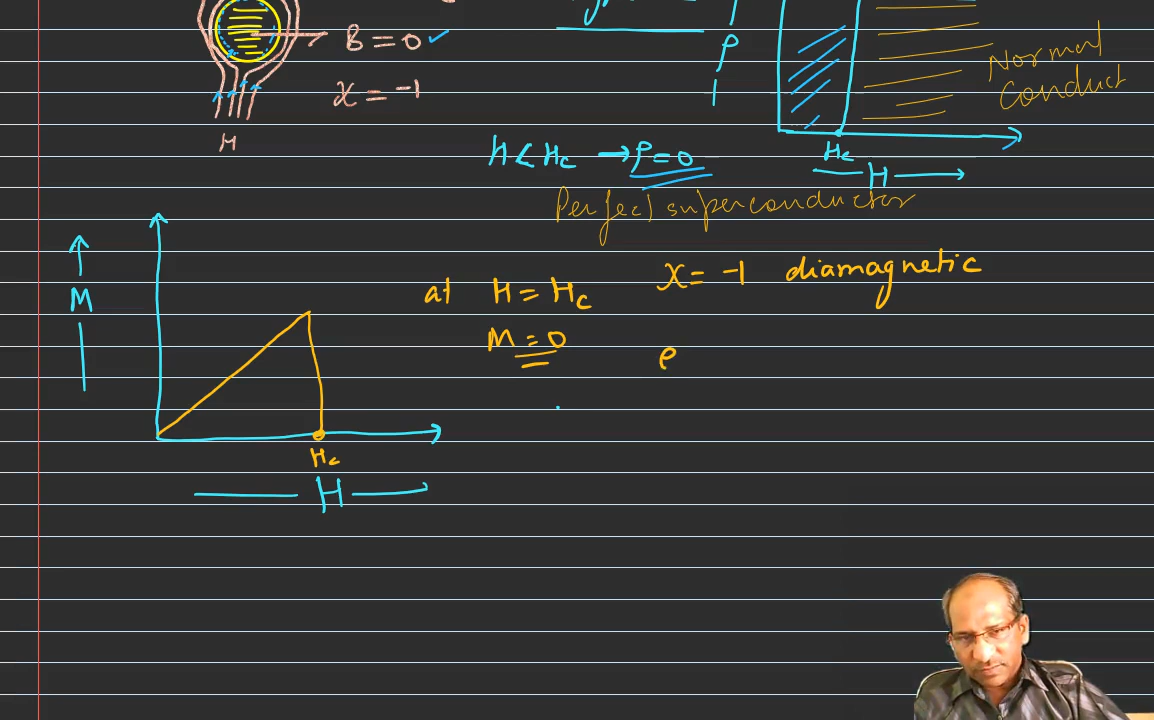 B = 0 ✓
χ = -1
H
ρ
Normal
Conduct
Hc
H
H < Hc → ρ = 0
Perfect superconductor
M
at H = Hc
M = 0
χ = -1 diamagnetic
ρ
Hc
H